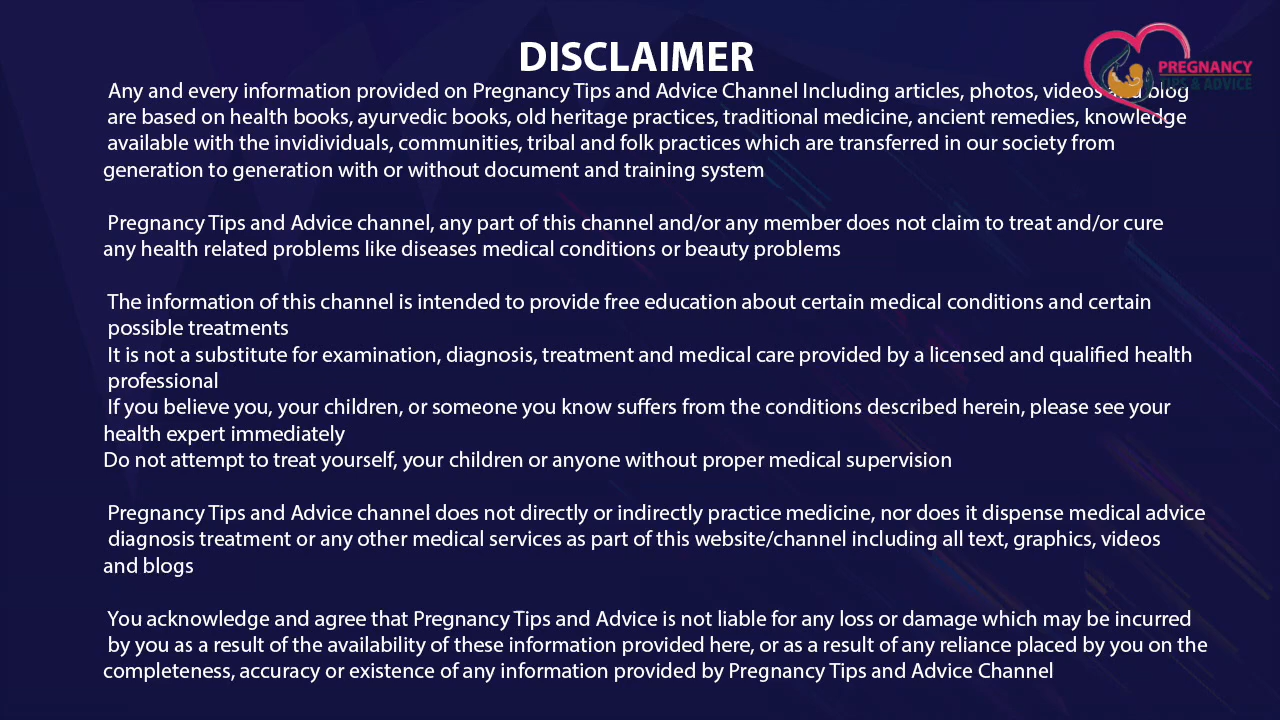 DISCLAIMER
PREGNANCY
TIPS & ADVICE
Any and every information provided on Pregnancy Tips and Advice Channel Including articles, photos, videos and blog
are based on health books, ayurvedic books, old heritage practices, traditional medicine, ancient remedies, knowledge
available with the invidividuals, communities, tribal and folk practices which are transferred in our society from
generation to generation with or without document and training system
Pregnancy Tips and Advice channel, any part of this channel and/or any member does not claim to treat and/or cure
any health related problems like diseases medical conditions or beauty problems
The information of this channel is intended to provide free education about certain medical conditions and certain
possible treatments
It is not a substitute for examination, diagnosis, treatment and medical care provided by a licensed and qualified health
professional
If you believe you, your children, or someone you know suffers from the conditions described herein, please see your
health expert immediately
Do not attempt to treat yourself, your children or anyone without proper medical supervision
Pregnancy Tips and Advice channel does not directly or indirectly practice medicine, nor does it dispense medical advice
diagnosis treatment or any other medical services as part of this website/channel including all text, graphics, videos
and blogs
You acknowledge and agree that Pregnancy Tips and Advice is not liable for any loss or damage which may be incurred
by you as a result of the availability of these information provided here, or as a result of any reliance placed by you on the
completeness, accuracy or existence of any information provided by Pregnancy Tips and Advice Channel